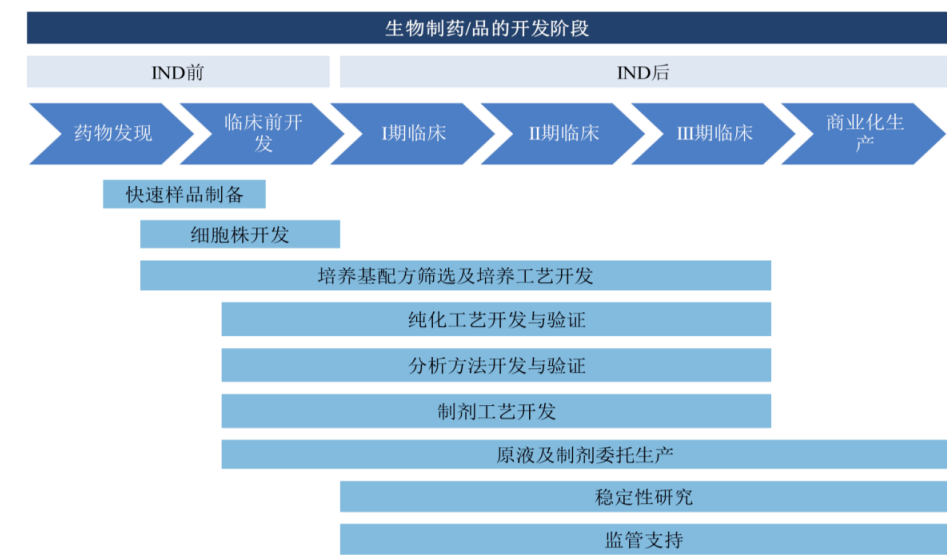 生物制药/品的开发阶段
IND前
IND后
药物发现
临床前开
发
I期临床
II期临床
III期临床
商业化生
产
快速样品制备
细胞株开发
培养基配方筛选及培养工艺开发
纯化工艺开发与验证
分析方法开发与验证
制剂工艺开发
原液及制剂委托生产
稳定性研究
监管支持